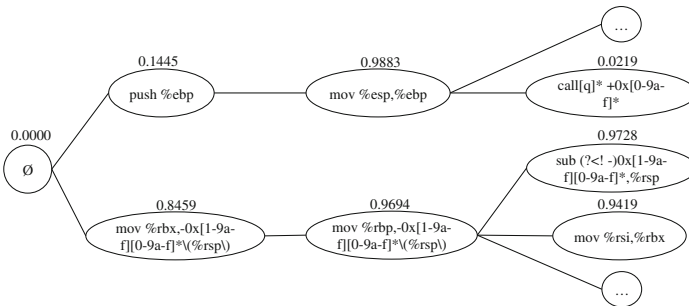 ...
0.1445
0.9883
0.0219
push %ebp
mov %esp,%ebp
call[q]* +0x[0-9a-
f]*
0.0000
Ø
0.9728
sub (?<! -)0x[1-9a-
f][0-9a-f]*,%rsp
0.8459
0.9694
0.9419
mov %rbx,-0x[1-9a-
f][0-9a-f]*\(%rsp\)
mov %rbp,-0x[1-9a-
f][0-9a-f]*\(%rsp\)
mov %rsi,%rbx
...